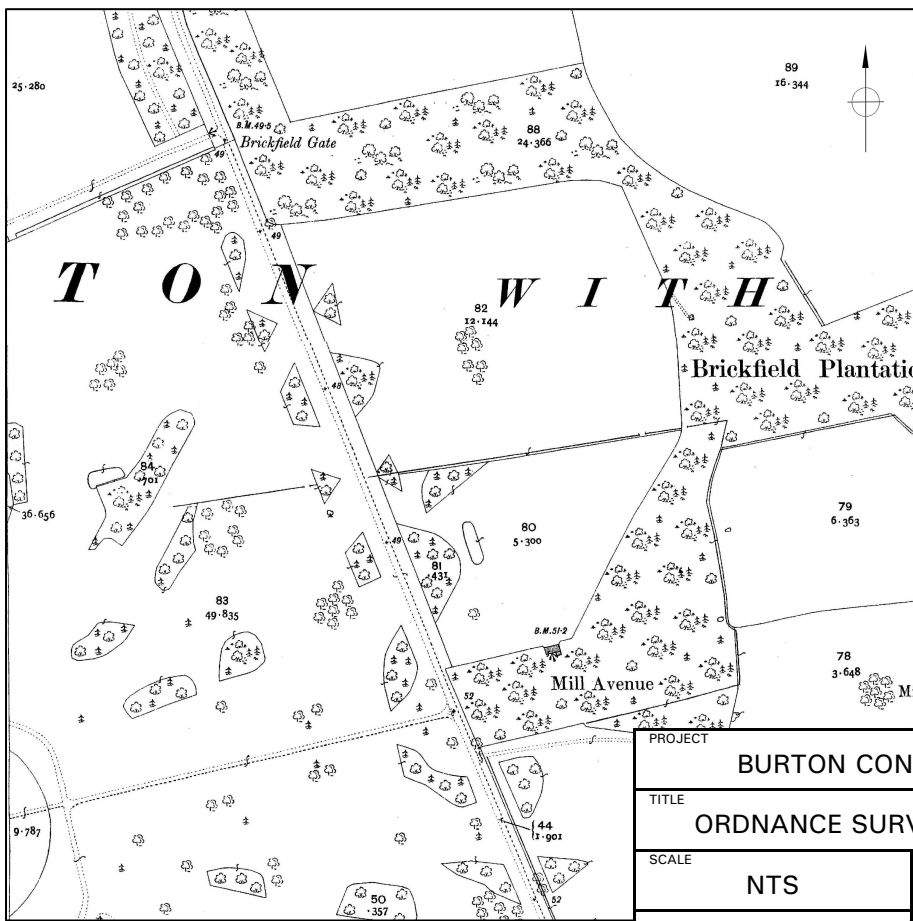 89
16·344
25·280
B.M.49·5
Brickfield Gate
49
88
24·366
49
T O N W I T H
82
12·144
Brickfield Plantatio
48
84
·701
36·656
79
6·363
80
5·300
49
81
·431
83
49·835
B.M.51·2
78
3·648
Mill Avenue
M
52
9·787
44
1·901
50
·357
52
PROJECT
BURTON CON
TITLE
ORDNANCE SURV
SCALE
NTS